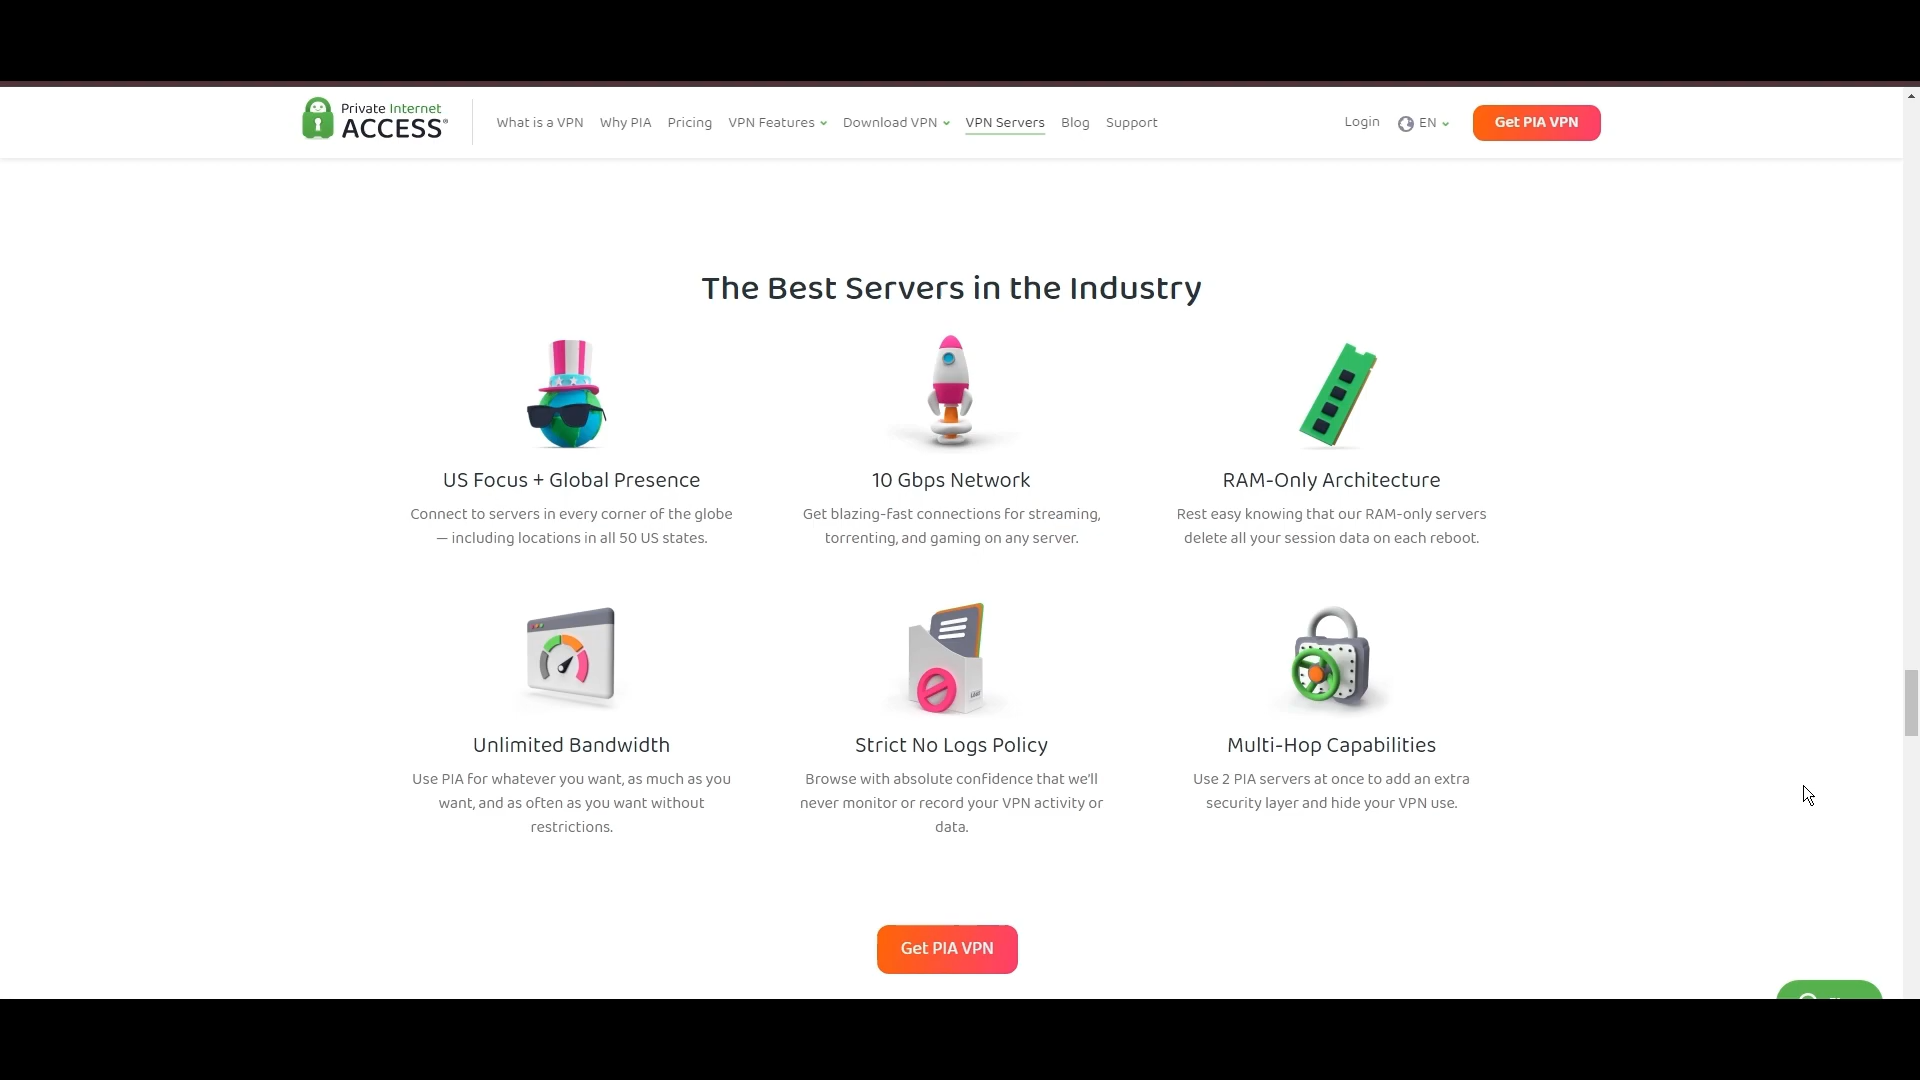 Private Internet
ACCESS®
What is a VPN Why PIA Pricing VPN Features Download VPN VPN Servers Blog Support Login EN Get PIA VPN
The Best Servers in the Industry
US Focus + Global Presence
Connect to servers in every corner of the globe
— including locations in all 50 US states.
10 Gbps Network
Get blazing-fast connections for streaming,
torrenting, and gaming on any server.
RAM-Only Architecture
Rest easy knowing that our RAM-only servers
delete all your session data on each reboot.
Unlimited Bandwidth
Use PIA for whatever you want, as much as you
want, and as often as you want without
restrictions.
Strict No Logs Policy
Browse with absolute confidence that we'll
never monitor or record your VPN activity or
data.
Multi-Hop Capabilities
Use 2 PIA servers at once to add an extra
security layer and hide your VPN use.
Get PIA VPN